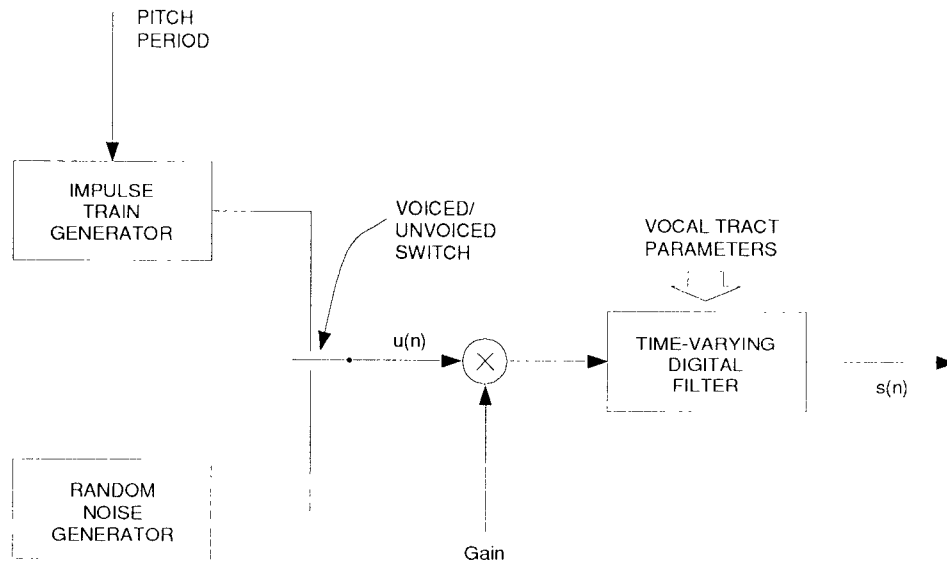 PITCH
PERIOD
IMPULSE
TRAIN
GENERATOR
VOICED/
UNVOICED
SWITCH
VOCAL TRACT
PARAMETERS
u(n)
TIME-VARYING
DIGITAL
FILTER
s(n)
RANDOM
NOISE
GENERATOR
Gain